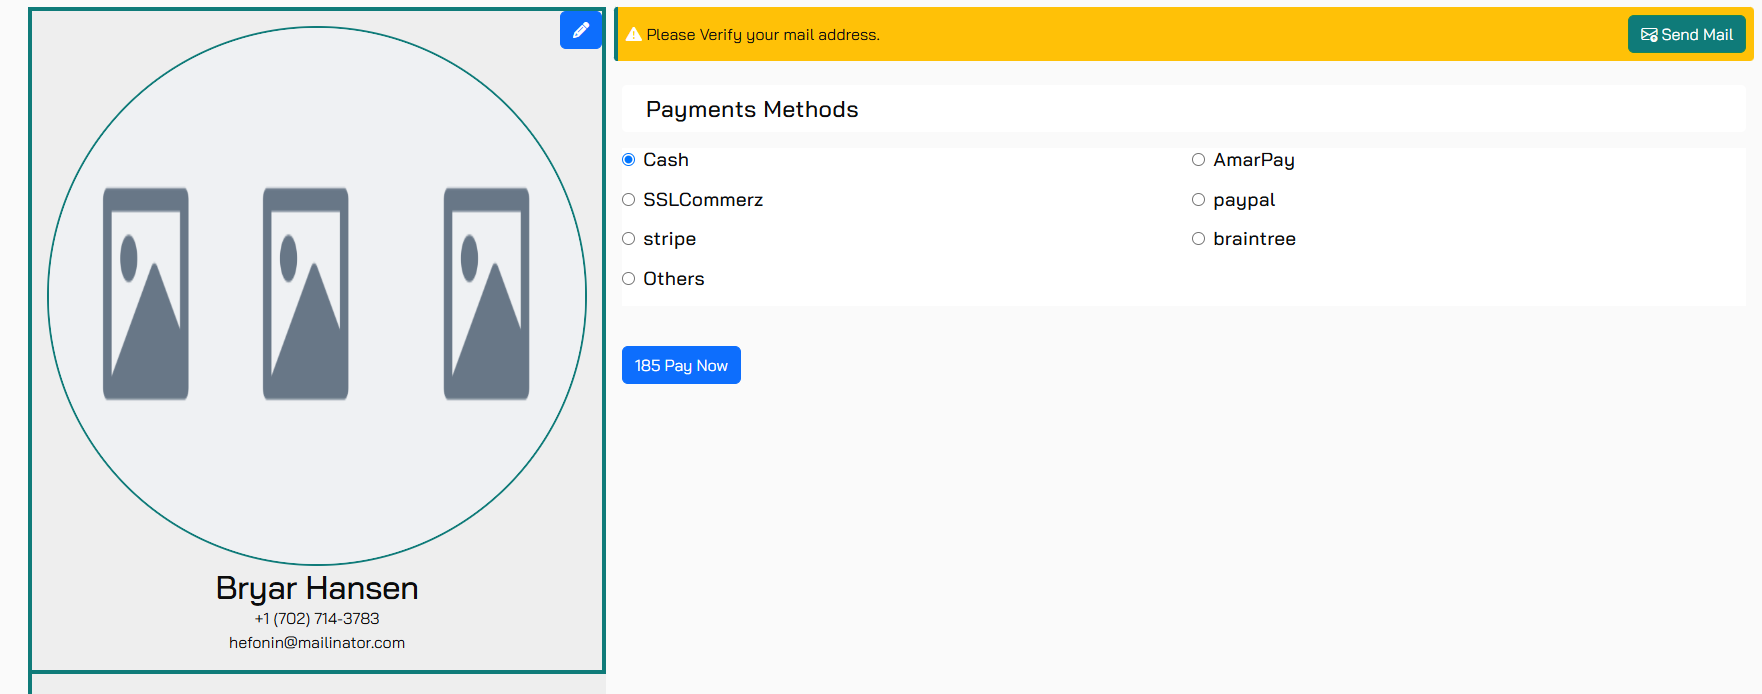 Please Verify your mail address.
Send Mail
Payments Methods
Cash
AmarPay
SSLCommerz
paypal
stripe
braintree
Others
185 Pay Now
Bryar Hansen
+1 (702) 714-3783
hefonin@mailinator.com